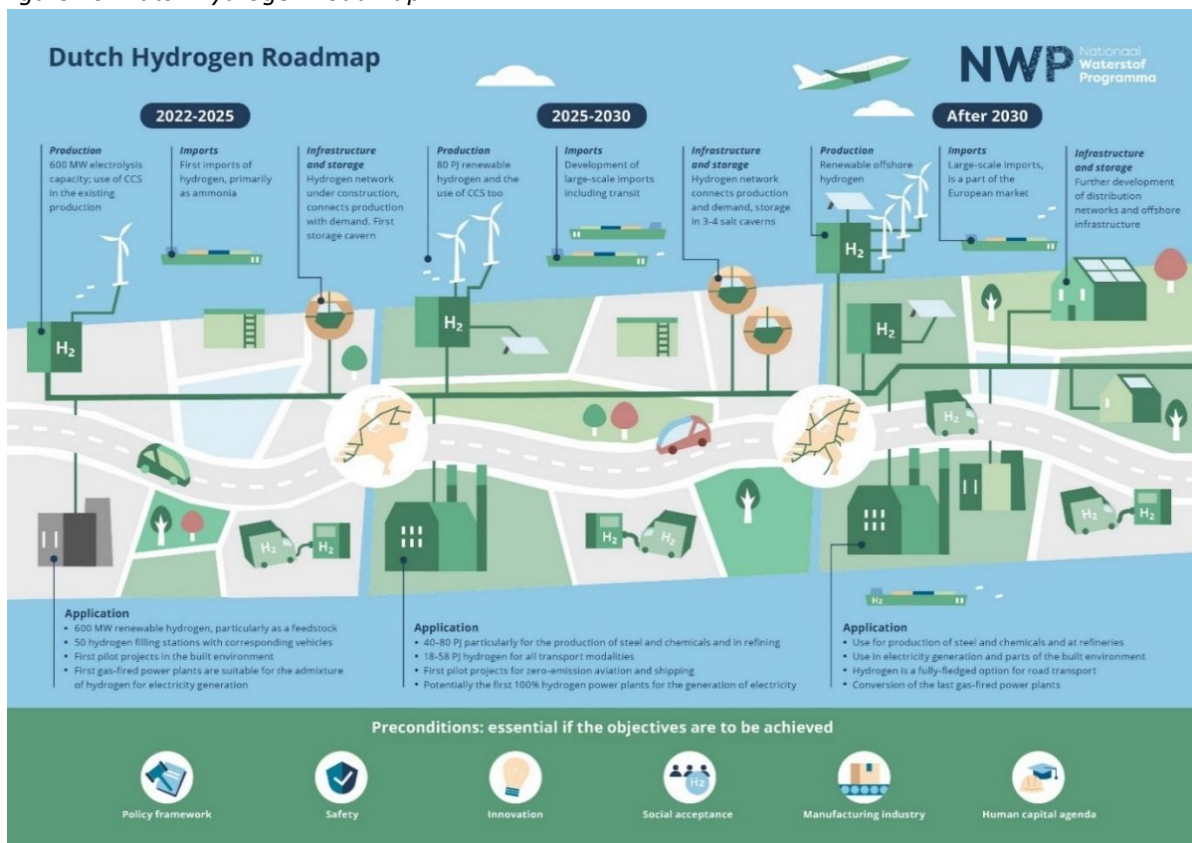 Dutch Hydrogen Roadmap
NWP Nationaal
Waterstof
Programma
2022-2025
Production
600 MW electrolysis
capacity; use of CCS
in the existing
production
Imports
First imports of
hydrogen, primarily
as ammonia
Infrastructure
and storage
Hydrogen network
under construction,
connects production
with demand. First
storage cavern
2025-2030
Production
80 PJ renewable
hydrogen and the
use of CCS too
Imports
Development of
large-scale imports
including transit
Infrastructure
and storage
Hydrogen network
connects production
and demand, storage
in 3-4 salt caverns
After 2030
Production
Renewable offshore
hydrogen
Imports
Large-scale imports,
is a part of the
European market
Infrastructure
and storage
Further development
of distribution
networks and offshore
infrastructure
H2
H2
H2
H2
H2
H2
H2
H2
H2
H2
H2
H2
H2
Application
• 600 MW renewable hydrogen, particularly as a feedstock
• 50 hydrogen filling stations with corresponding vehicles
• First pilot projects in the built environment
• First gas-fired power plants are suitable for the admixture
of hydrogen for electricity generation
Application
• 40-80 PJ particularly for the production of steel and chemicals and in refining
• 18-58 PJ hydrogen for all transport modalities
• First pilot projects for zero-emission aviation and shipping
• Potentially the first 100% hydrogen power plants for the generation of electricity
Application
• Use for production of steel and chemicals and at refineries
• Use in electricity generation and parts of the built environment
• Hydrogen is a fully-fledged option for road transport
• Conversion of the last gas-fired power plants
Preconditions: essential if the objectives are to be achieved
H2
Policy framework
Safety
Innovation
Social acceptance
Manufacturing industry
Human capital agenda